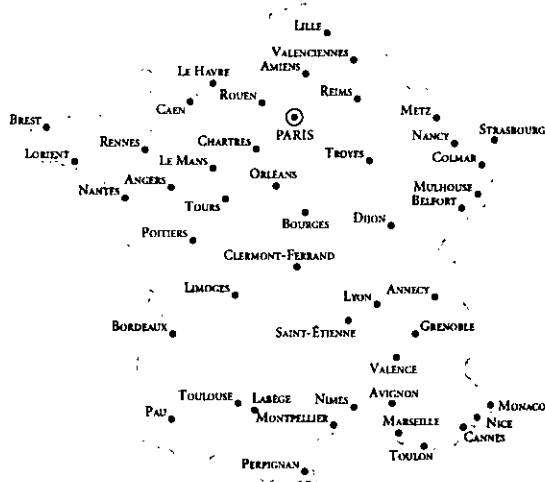 LILLE
VALENCIENNES
AMIENS
LE HAVRE
ROUEN
REIMS
CAEN
METZ
BREST
PARIS
NANCY
STRASBOURG
RENNES
CHARTRES
LORIENT
LE MANS
TROYES
COLMAR
ORLÉANS
ANGERS
NANTES
TOURS
MULHOUSE
BELFORT
BOURGES
DIJON
POITIERS
CLERMONT-FERRAND
LIMOGES
LYON
ANNECY
BORDEAUX
SAINT-ÉTIENNE
GRENOBLE
VALENCE
TOULOUSE
LABÈGE
NIMES
AVIGNON
MONACO
PAU
MONTPELLIER
MARSEILLE
NICE
CANNES
TOULON
PERPIGNAN